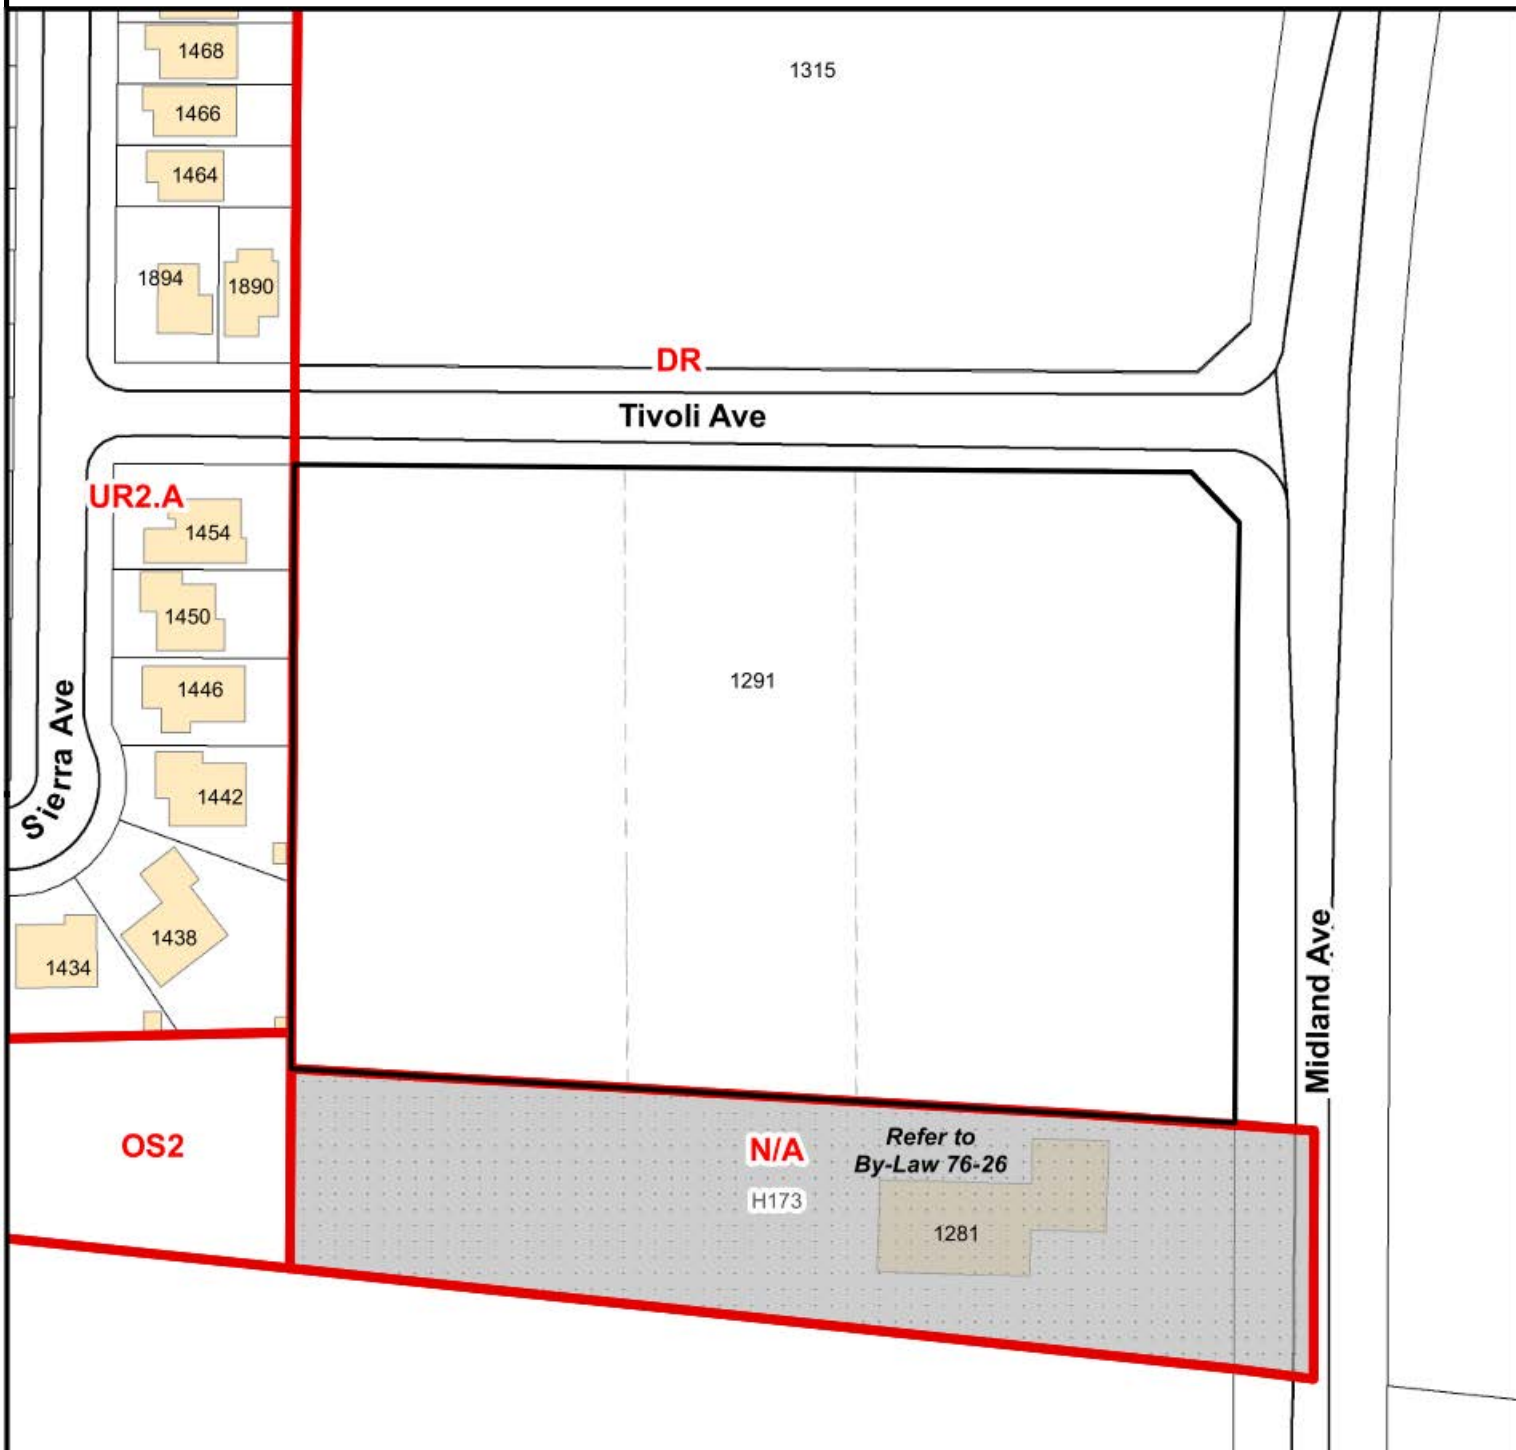 1468
1315
1466
1464
1894
1890
DR
Tivoli Ave
UR2.A
1454
1450
1291
1446
Sierra Ave
1442
1438
1434
Midland Ave
OS2
N/A
Refer to
By-Law 76-26
H173
1281